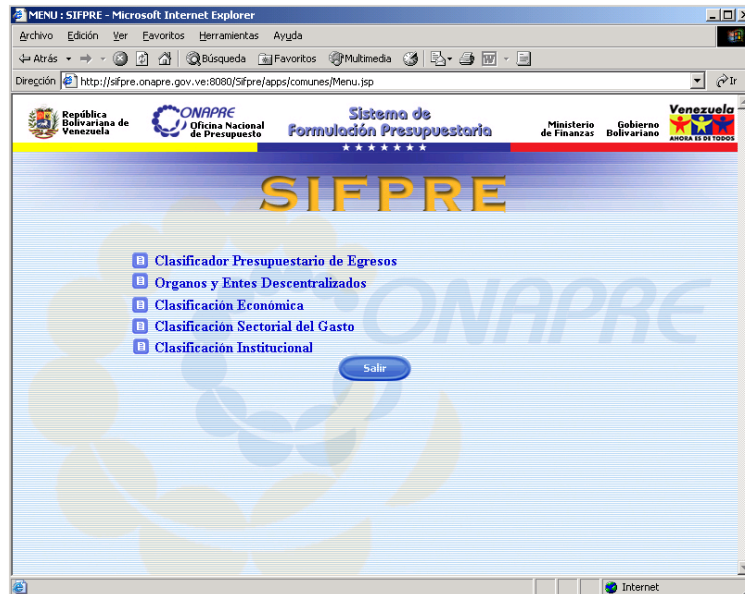 MENU : SIFPRE - Microsoft Internet Explorer
Archivo Edición Ver Favoritos Herramientas Ayuda
Atrás Búsqueda Favoritos Multimedia
Dirección http://sifpre.onapre.gov.ve:8080/Sifpre/apps/comunes/Menu.jsp Ir
República
Bolivariana de
Venezuela
ONAPRE
Oficina Nacional
de Presupuesto
Sistema de
Formulación Presupuestaria
Ministerio
de Finanzas
Gobierno
Bolivariano
Venezuela
AHORA ES DE TODOS
SIFPRE
Clasificador Presupuestario de Egresos
Organos y Entes Descentralizados
Clasificación Económica
Clasificación Sectorial del Gasto
Clasificación Institucional
Salir
ONAPRE
Internet